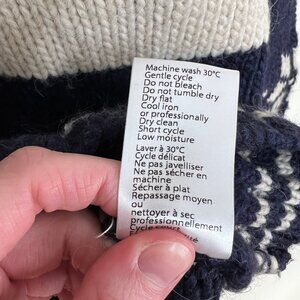 Machine wash 30°C
Gentle cycle
Do not bleach
Do not tumble dry
Dry flat
Cool iron
or professionally
Dry clean
Short cycle
Low moisture
Laver à 30°C
Cycle délicat
Ne pas javelliser
Ne pas sécher en
machine
Sécher à plat
Repassage moyen
ou
nettoyer à sec
professionnellement
Cycle court